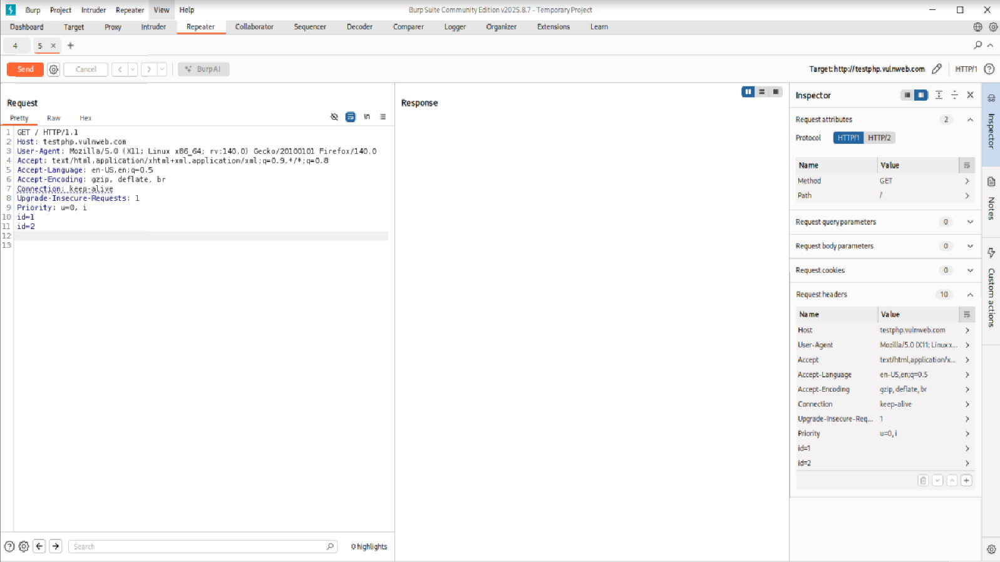 Burp Project Intruder Repeater View Help
Burp Suite Community Edition v2025.8.7 - Temporary Project
Dashboard Target Proxy Intruder Repeater Collaborator Sequencer Decoder Comparer Logger Organizer Extensions Learn
4 5 × +
Send Cancel < > Burp AI
Target: http://testphp.vulnweb.com HTTP/1 ?
Request
Pretty Raw Hex
\n
1 GET / HTTP/1.1
2 Host: testphp.vulnweb.com
3 User-Agent: Mozilla/5.0 (X11; Linux x86_64; rv:140.0) Gecko/20100101 Firefox/140.0
4 Accept: text/html,application/xhtml+xml,application/xml;q=0.9,*/*;q=0.8
5 Accept-Language: en-US,en;q=0.5
6 Accept-Encoding: gzip, deflate, br
7 Connection: keep-alive
8 Upgrade-Insecure-Requests: 1
9 Priority: u=0, i
10 id=1
11 id=2
12
13
Search
0 highlights
Response
Inspector
Request attributes 2
Protocol HTTP/1 HTTP/2
Name Value
Method GET
Path /
Request query parameters 0
Request body parameters 0
Request cookies 0
Request headers 10
Name Value
Host testphp.vulnweb.com
User-Agent Mozilla/5.0 (X11; Linux x...
Accept text/html,application/x...
Accept-Language en-US,en;q=0.5
Accept-Encoding gzip, deflate, br
Connection keep-alive
Upgrade-Insecure-Req... 1
Priority u=0, i
id=1
id=2
Inspector
Notes
Custom actions